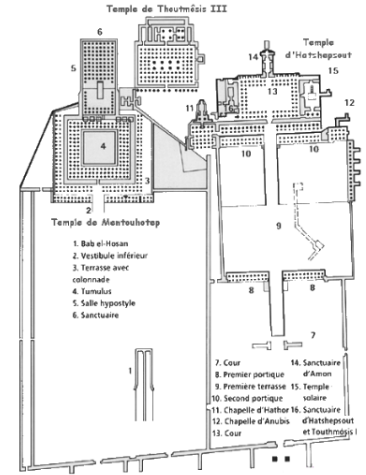 Temple de Theutmôsis III
6
Temple
d'Hatshepsout
5
14
15
13
11
12
4
10
10
3
2
Temple de Mentouhotep
9
1. Bab el-Hosan
2. Vestibule inférieur
3. Terrasse avec
colonnade
4. Tumulus
5. Salle hypostyle
6. Sanctuaire
8
8
7
1
7. Cour
8. Premier portique
9. Première terrasse
10. Second portique
11. Chapelle d'Hathor
12. Chapelle d'Anubis
13. Cour
14. Sanctuaire
d'Amon
15. Temple
solaire
16. Sanctuaire
d'Hatshepsout
et Touthmôsis I